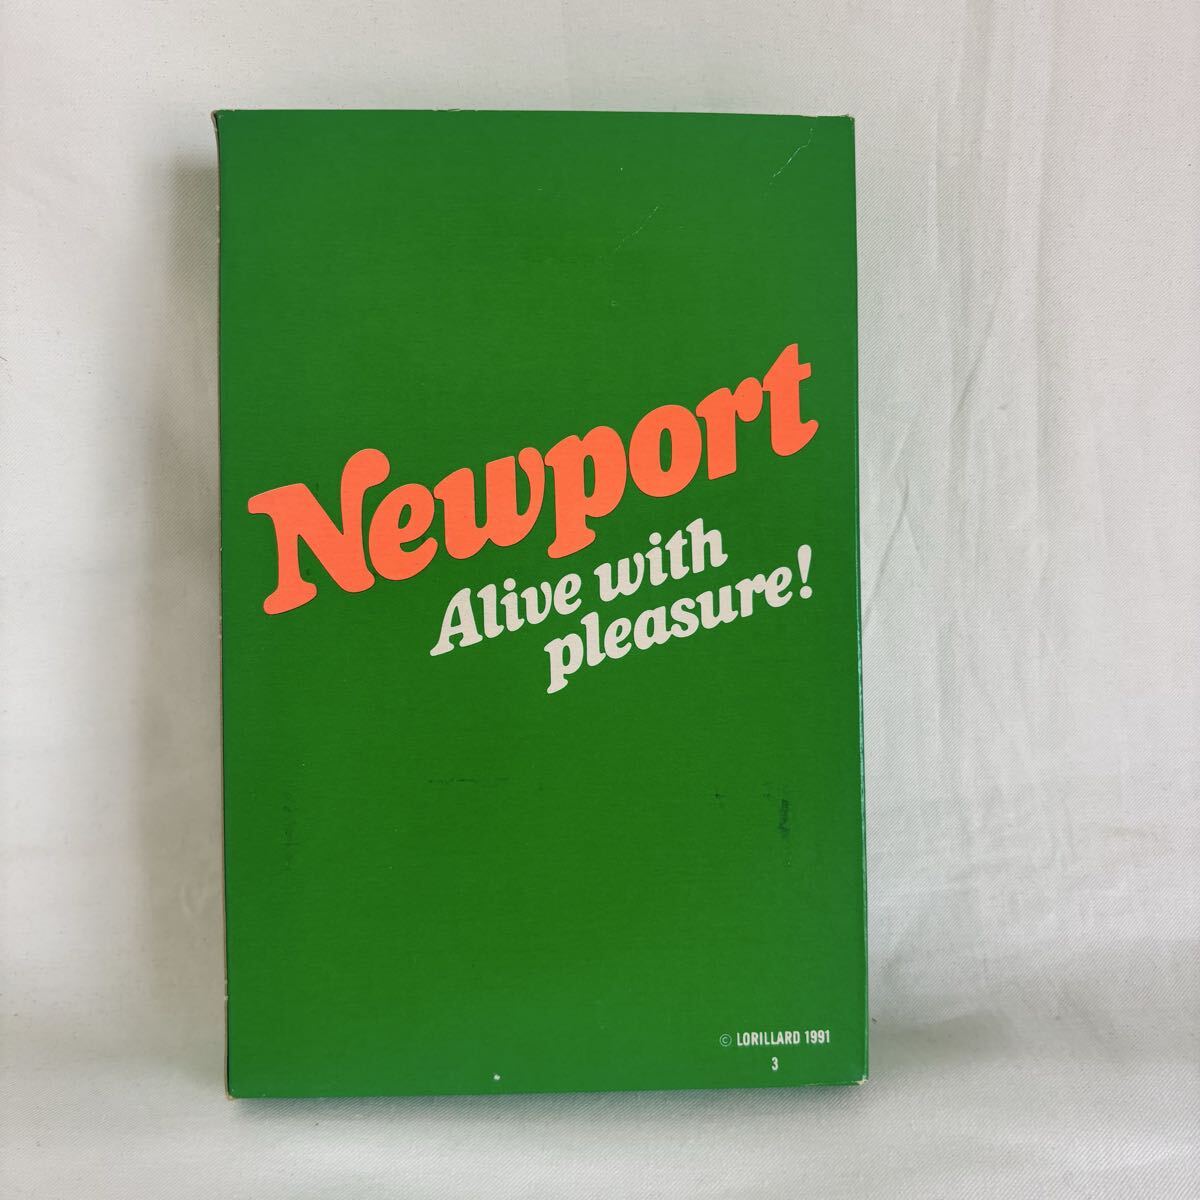 Newport
Alive with
pleasure!
© LORILLARD 1991
3